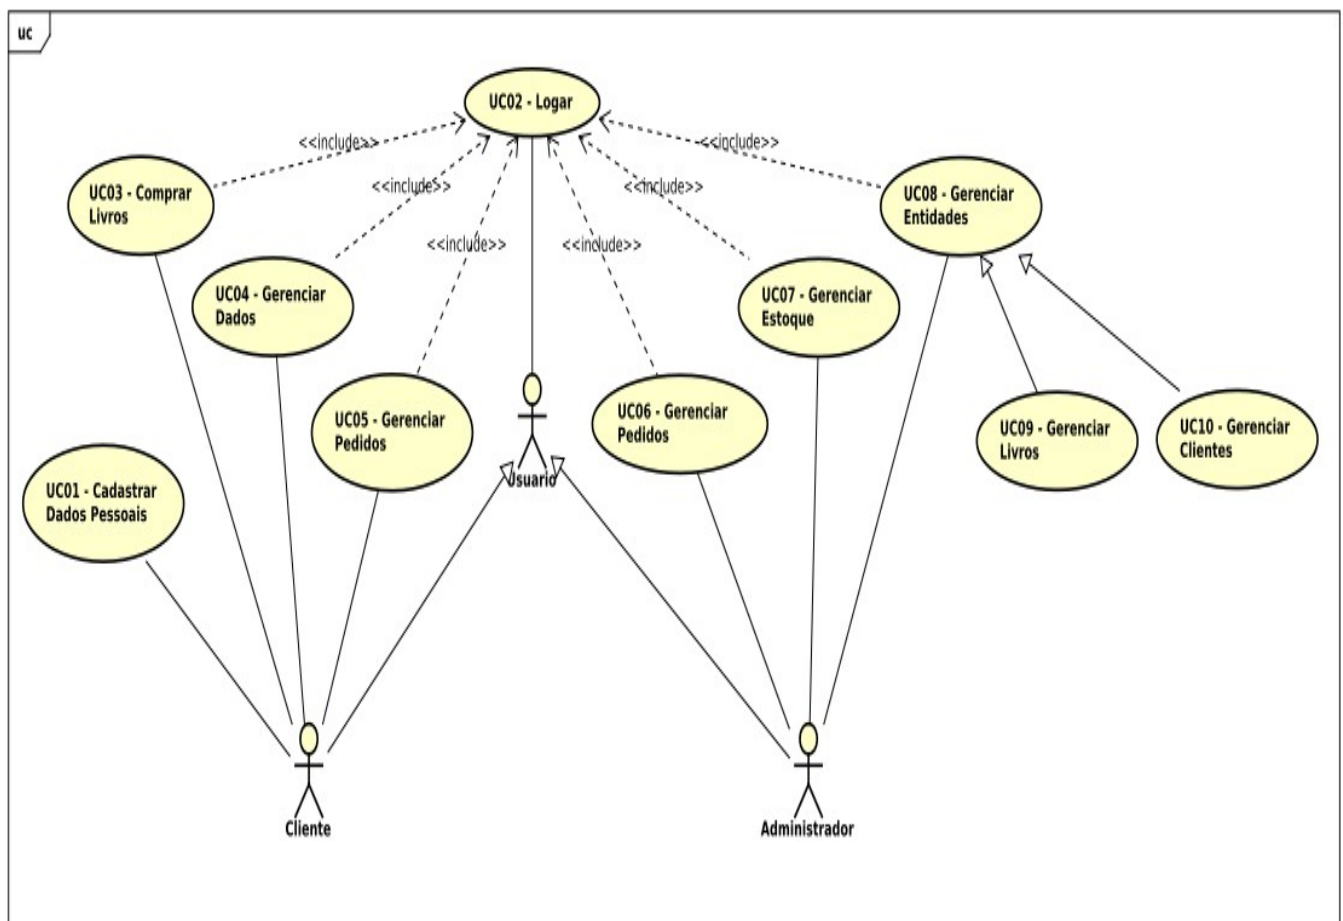 uc
UC02 - Logar
<<include>>
<<include>>
UC03 - Comprar
Livros
<<include>>
<<include>>
UC08 - Gerenciar
Entidades
<<include>>
<<include>>
UC04 - Gerenciar
Dados
UC07 - Gerenciar
Estoque
UC05 - Gerenciar
Pedidos
UC06 - Gerenciar
Pedidos
UC09 - Gerenciar
Livros
UC10 - Gerenciar
Clientes
Usuario
UC01 - Cadastrar
Dados Pessoais
Cliente
Administrador